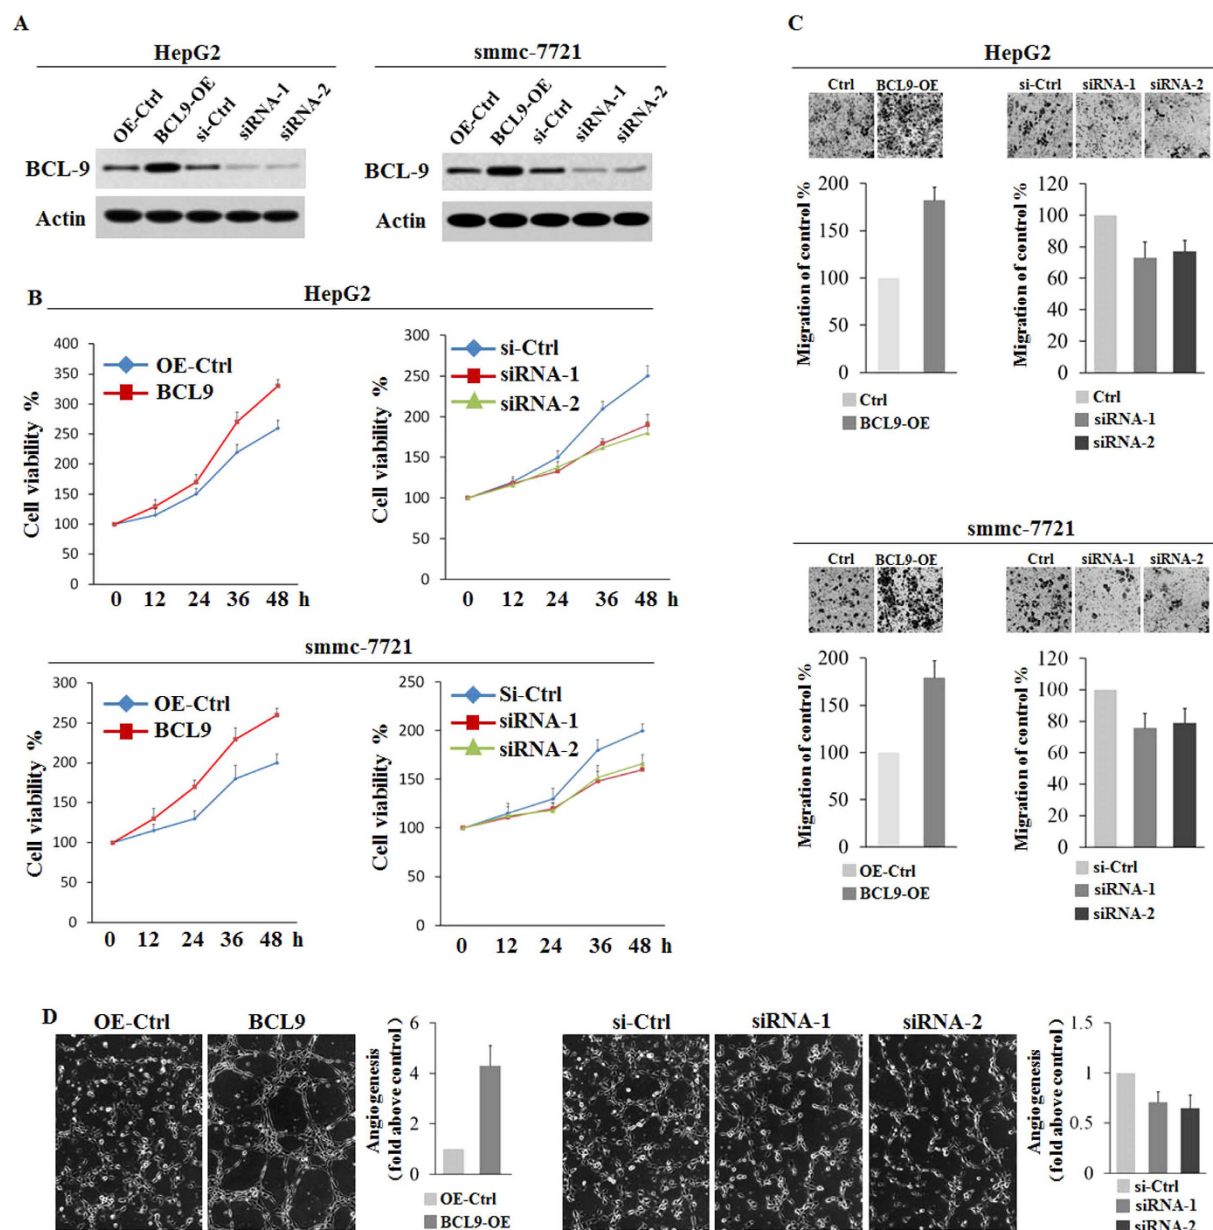 A
HepG2
smmc-7721
OE-Ctrl BCL9-OE si-Ctrl siRNA-1 siRNA-2
OE-Ctrl BCL9-OE si-Ctrl siRNA-1 siRNA-2
BCL-9
BCL-9
Actin
Actin
B
HepG2
Cell viability %
400
350
300
250
200
150
100
50
0
OE-Ctrl
BCL9
0 12 24 36 48 h
Cell viability %
300
250
200
150
100
50
0
si-Ctrl
siRNA-1
siRNA-2
0 12 24 36 48 h
smmc-7721
Cell viability %
300
250
200
150
100
50
0
OE-Ctrl
BCL9
0 12 24 36 48 h
Cell viability %
250
200
150
100
50
0
Si-Ctrl
siRNA-1
siRNA-2
0 12 24 36 48 h
C
HepG2
Ctrl BCL9-OE
si-Ctrl siRNA-1 siRNA-2
Migration of control %
200
150
100
50
0
Ctrl
BCL9-OE
Migration of control %
120
100
80
60
40
20
0
Ctrl
siRNA-1
siRNA-2
smmc-7721
Ctrl BCL9-OE
Ctrl siRNA-1 siRNA-2
Migration of control %
200
150
100
50
0
OE-Ctrl
BCL9-OE
Migration of control %
120
100
80
60
40
20
0
si-Ctrl
siRNA-1
siRNA-2
D
OE-Ctrl BCL9
Angiogenesis
(fold above control)
6
4
2
0
OE-Ctrl
BCL9-OE
si-Ctrl siRNA-1 siRNA-2
Angiogenesis
(fold above control)
1.5
1
0.5
0
si-Ctrl
siRNA-1
siRNA-2